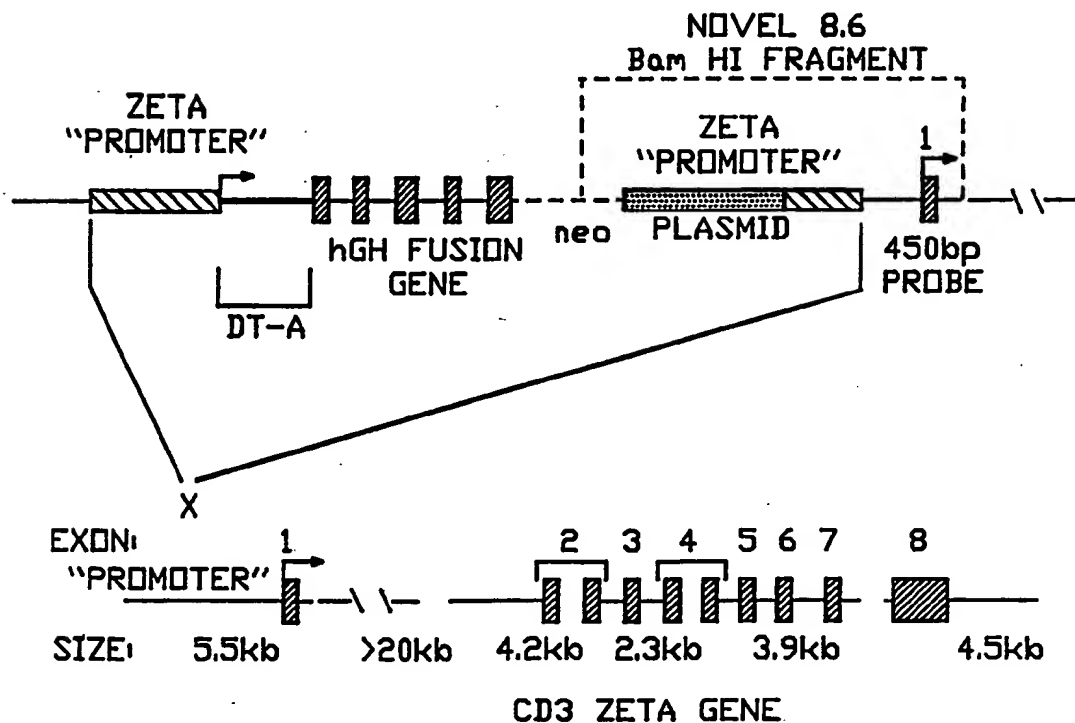 NOVEL 8.6
Bam HI FRAGMENT
ZETA
"PROMOTER"
ZETA
"PROMOTER"
1
hGH FUSION
GENE
neo
PLASMID
450bp
PROBE
DT-A
X
EXON:
1
2
3
4
5
6
7
8
"PROMOTER"
SIZE:
5.5kb
>20kb
4.2kb
2.3kb
3.9kb
4.5kb
CD3 ZETA GENE